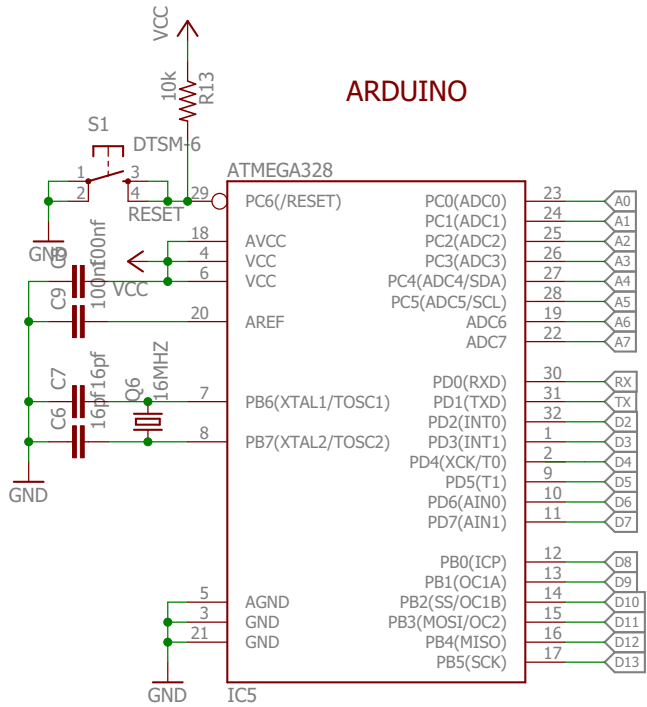 VCC
10k
R13
ARDUINO
S1
DTSM-6
1
3
2
4
RESET
GND
ATMEGA328
29 PC6(/RESET)
18 AVCC
4 VCC
6 VCC
20 AREF
7 PB6(XTAL1/TOSC1)
8 PB7(XTAL2/TOSC2)
5 AGND
3 GND
21 GND
PC0(ADC0) 23 A0
PC1(ADC1) 24 A1
PC2(ADC2) 25 A2
PC3(ADC3) 26 A3
PC4(ADC4/SDA) 27 A4
PC5(ADC5/SCL) 28 A5
ADC6 19 A6
ADC7 22 A7
PD0(RXD) 30 RX
PD1(TXD) 31 TX
PD2(INT0) 32 D2
PD3(INT1) 1 D3
PD4(XCK/T0) 2 D4
PD5(T1) 9 D5
PD6(AIN0) 10 D6
PD7(AIN1) 11 D7
PB0(ICP) 12 D8
PB1(OC1A) 13 D9
PB2(SS/OC1B) 14 D10
PB3(MOSI/OC2) 15 D11
PB4(MISO) 16 D12
PB5(SCK) 17 D13
100nf
VCC
C9
100nf
C7
16pf
C6
16pf
Q6
16MHZ
GND
GND
IC5